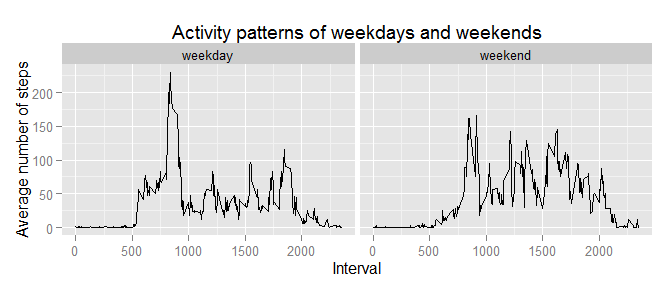 Activity patterns of weekdays and weekends
weekday
weekend
Average number of steps
200
150
100
50
0
0 500 1000 1500 2000
0 500 1000 1500 2000
Interval